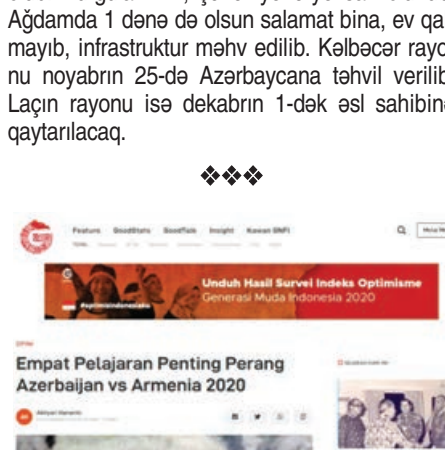 Ağdamda 1 dənə də olsun salamat bina, ev qal
mayıb, infrastruktur məhv edilib. Kəlbəcər rayo
nu noyabrın 25-də Azərbaycana təhvil verilib
Laçın rayonu isə dekabrın 1-dək əsl sahibinə
qaytarılacaq.
Feature GoodStats GoodTalk Insight Kawan GNFI
Unduh Hasil Survei Indeks Optimisme
Generasi Muda Indonesia 2020
Empat Pelajaran Penting Perang
Azerbaijan vs Armenia 2020